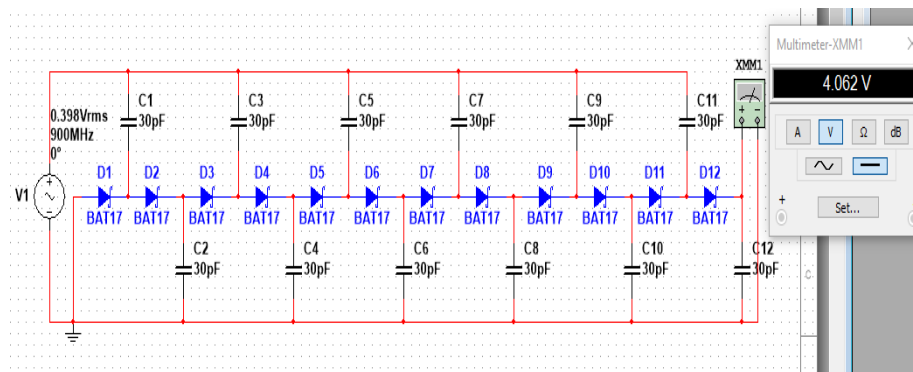 Multimeter-XMM1 X
XMM1
4.062 V
A V Ω dB
+ Set...
+ −
C1 C3 C5 C7 C9 C11
30pF 30pF 30pF 30pF 30pF 30pF
0.398Vrms
900MHz
0°
V1
D1 D2 D3 D4 D5 D6 D7 D8 D9 D10 D11 D12
BAT17 BAT17 BAT17 BAT17 BAT17 BAT17 BAT17 BAT17 BAT17 BAT17 BAT17 BAT17
C2 C4 C6 C8 C10 C12
30pF 30pF 30pF 30pF 30pF 30pF
C